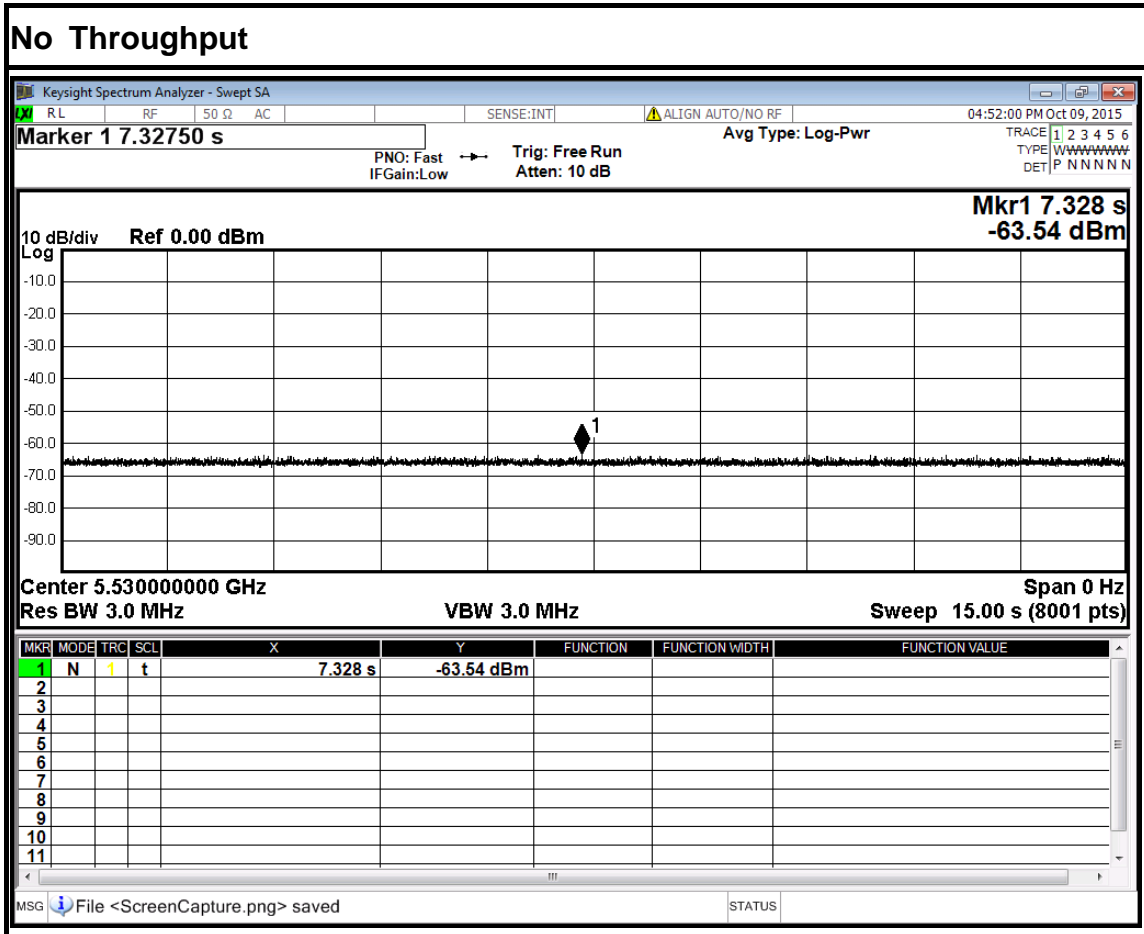 No Throughput
Keysight Spectrum Analyzer - Swept SA
LXI RL RF 50 Ω AC SENSE:INT ALIGN AUTO/NO RF 04:52:00 PM Oct 09, 2015
Marker 1 7.32750 s
PNO: Fast
IFGain:Low
Trig: Free Run
Atten: 10 dB
Avg Type: Log-Pwr
TRACE 1 2 3 4 5 6
TYPE WWWWWW
DET P N N N N N
Mkr1 7.328 s
-63.54 dBm
10 dB/div Ref 0.00 dBm
Log
-10.0
-20.0
-30.0
-40.0
-50.0
1
-60.0
-70.0
-80.0
-90.0
Center 5.530000000 GHz Span 0 Hz
Res BW 3.0 MHz VBW 3.0 MHz Sweep 15.00 s (8001 pts)
MKR MODE TRC SCL X Y FUNCTION FUNCTION WIDTH FUNCTION VALUE
1 N 1 t 7.328 s -63.54 dBm
2
3
4
5
6
7
8
9
10
11
MSG File <ScreenCapture.png> saved STATUS